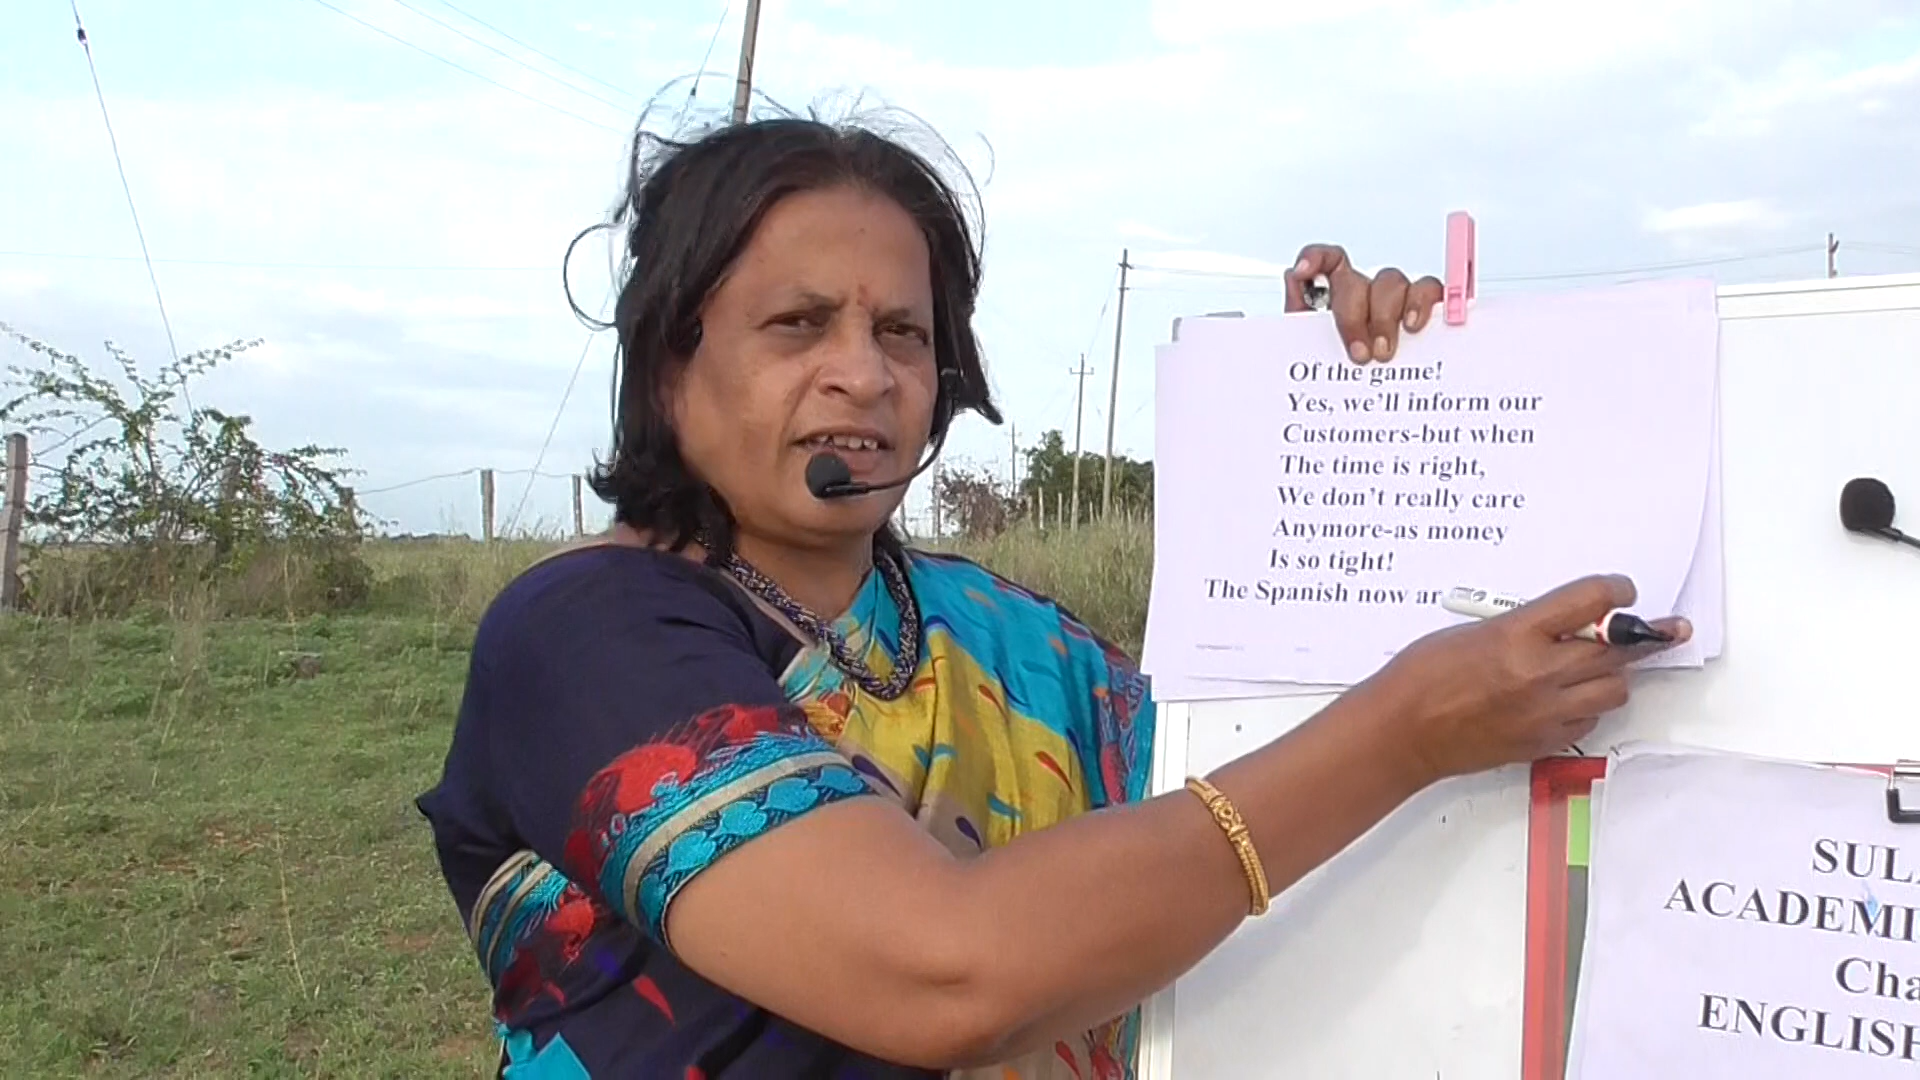 Of the game!
Yes, we'll inform our
Customers-but when
The time is right,
We don't really care
Anymore-as money
Is so tight!
The Spanish now ar
SUL
ACADEMI
Cha
ENGLISH